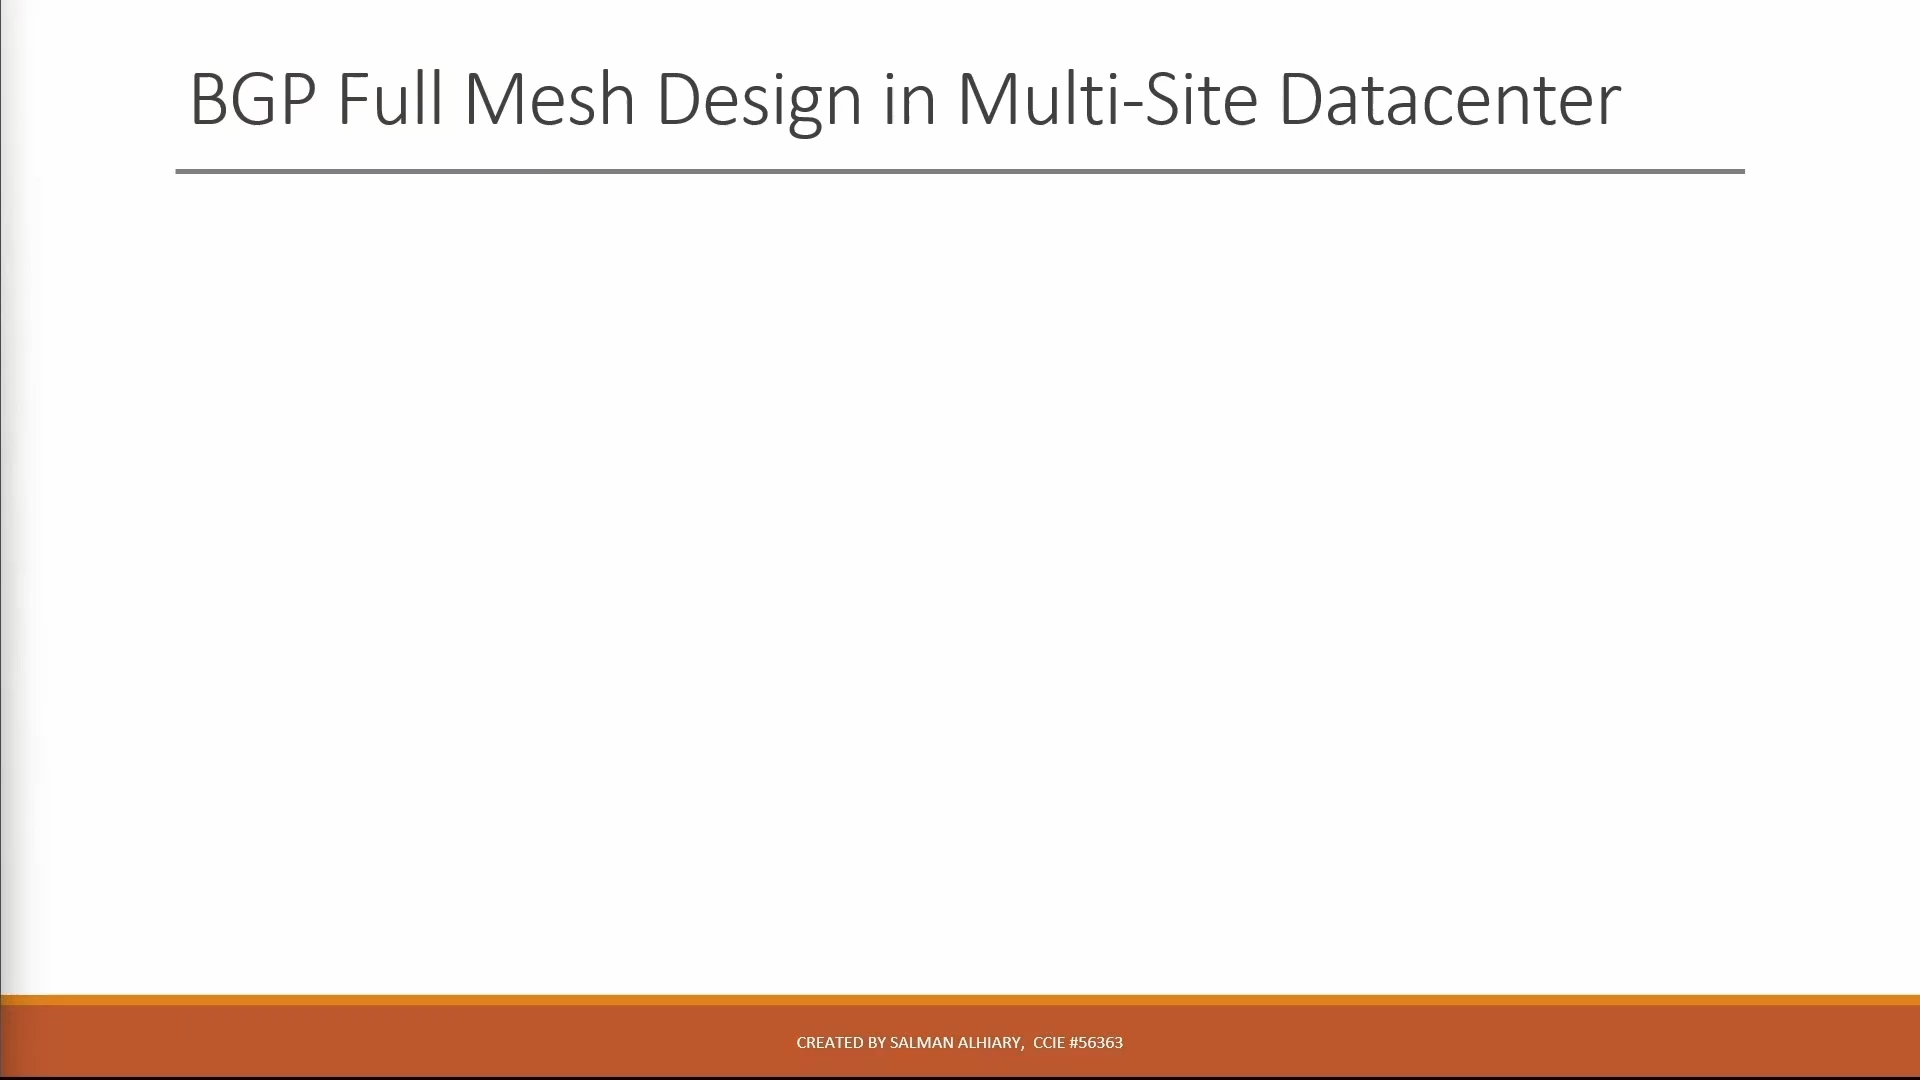 BGP Full Mesh Design in Multi-Site Datacenter
CREATED BY SALMAN ALHIARY, CCIE #56363